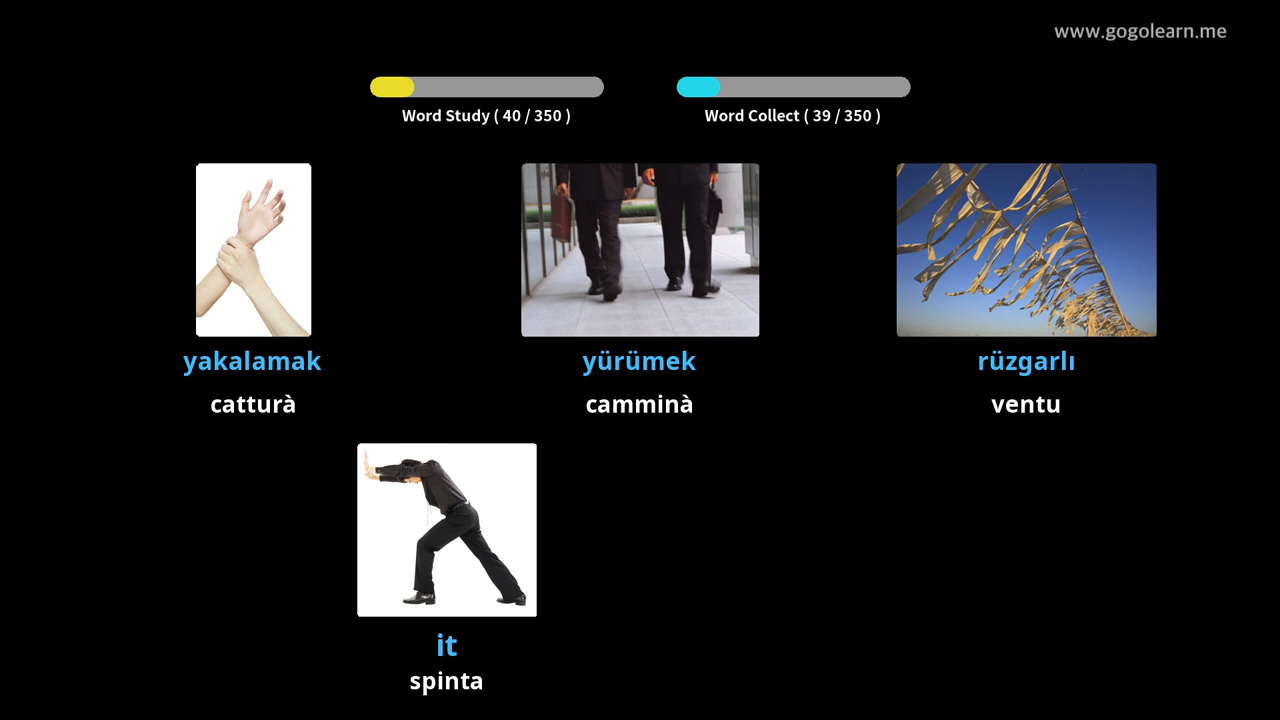 www.gogolearn.me
Word Study ( 40 / 350 )
Word Collect ( 39 / 350 )
yakalamak
catturà
yürümek
camminà
rüzgarlı
ventu
it
spinta